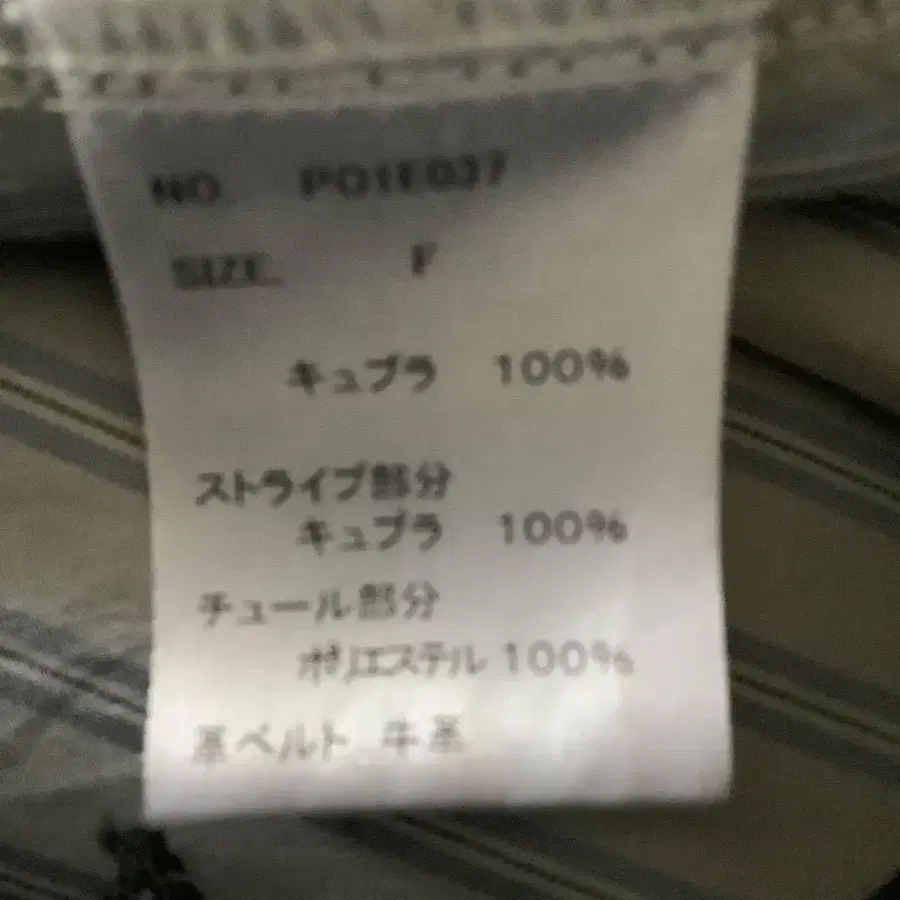 NO. P01E037
SIZE. F
キュプラ 100%
ストライプ部分
キュプラ 100%
チュール部分
ポリエステル 100%
革ベルト 牛革